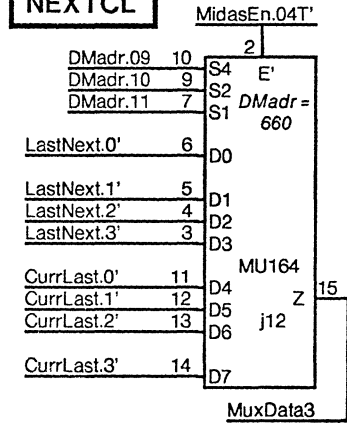 NEXTCL
MidasEn.04T'
2
DMadr.09 10 S4 E'
DMadr.10 9 S2 DMadr =
DMadr.11 7 S1 660
LastNext.0' 6 D0
LastNext.1' 5 D1
LastNext.2' 4 D2
LastNext.3' 3 D3
MU164
CurrLast.0' 11 D4 Z 15
CurrLast.1' 12 D5
CurrLast.2' 13 D6 j12
CurrLast.3' 14 D7
MuxData3